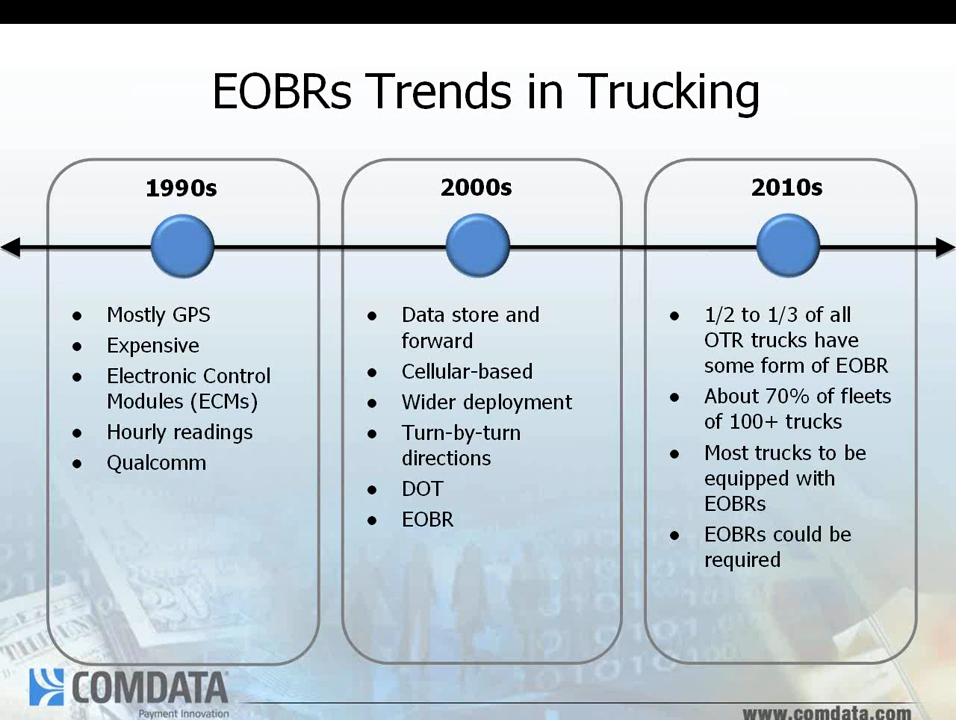 EOBRs Trends in Trucking
1990s
● Mostly GPS
● Expensive
● Electronic Control
Modules (ECMs)
● Hourly readings
● Qualcomm
2000s
● Data store and
forward
● Cellular-based
● Wider deployment
● Turn-by-turn
directions
● DOT
● EOBR
2010s
● 1/2 to 1/3 of all
OTR trucks have
some form of EOBR
● About 70% of fleets
of 100+ trucks
● Most trucks to be
equipped with
EOBRs
● EOBRs could be
required
COMDATA
Payment Innovation
www.comdata.com